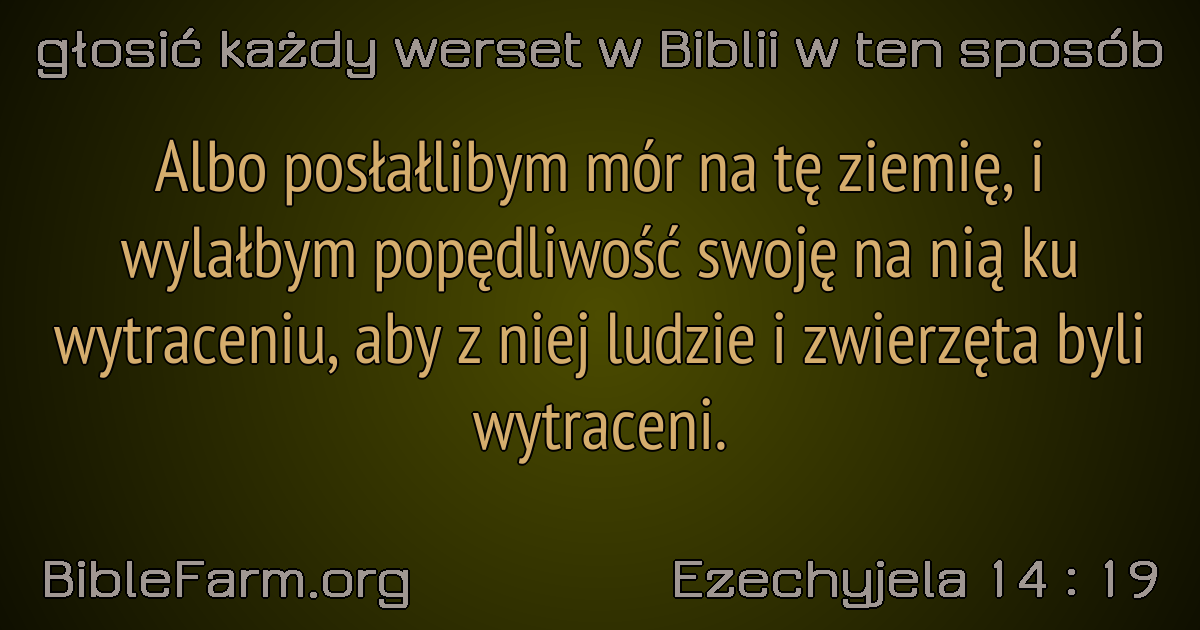 głosić każdy werset w Biblii w ten sposób
Albo posłałlibym mór na tę ziemię, i
wylałbym popędliwość swoję na nią ku
wytraceniu, aby z niej ludzie i zwierzęta byli
wytraceni.
BibleFarm.org
Ezechyjela 14 : 19